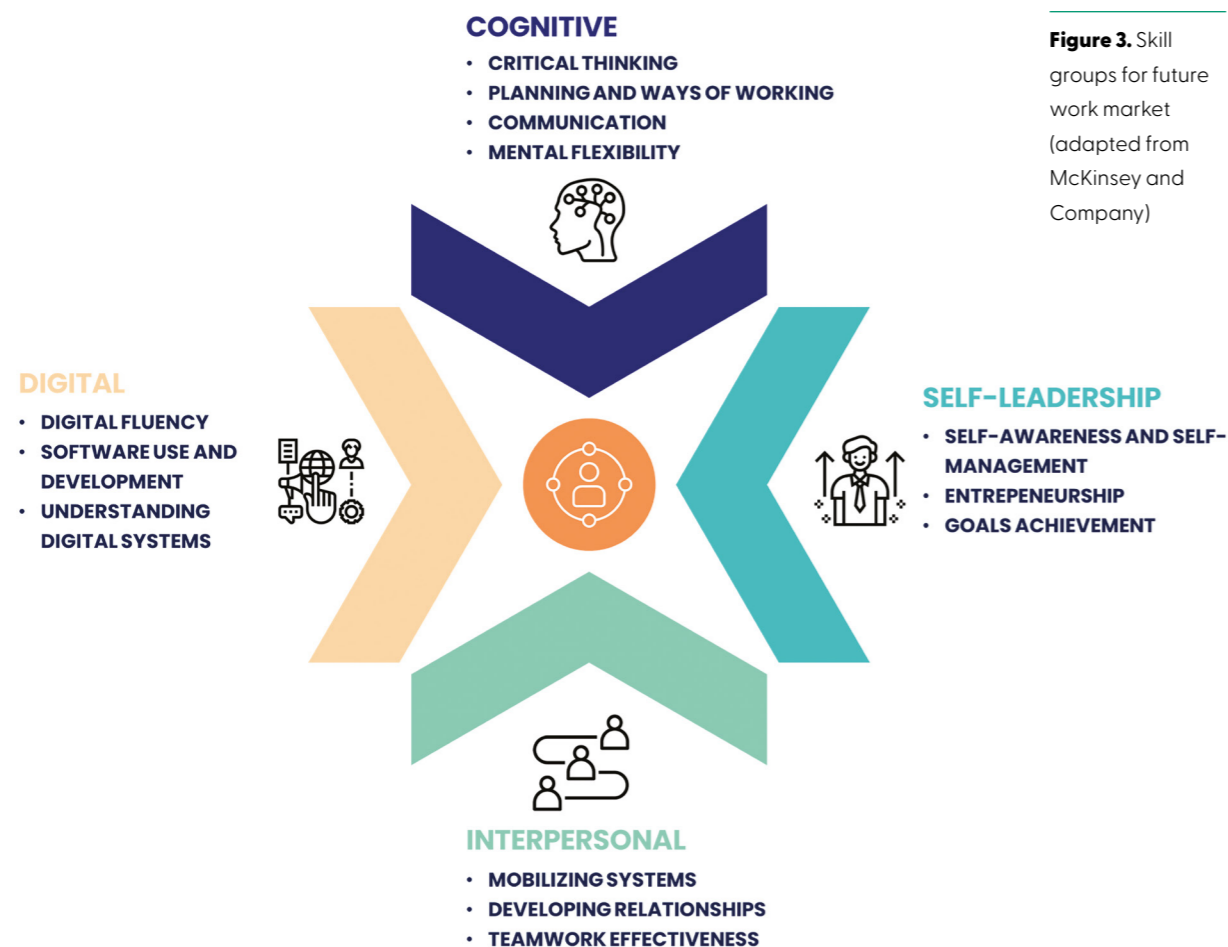 COGNITIVE
• CRITICAL THINKING
• PLANNING AND WAYS OF WORKING
• COMMUNICATION
• MENTAL FLEXIBILITY
Figure 3. Skill
groups for future
work market
(adapted from
McKinsey and
Company)
DIGITAL
• DIGITAL FLUENCY
• SOFTWARE USE AND
DEVELOPMENT
• UNDERSTANDING
DIGITAL SYSTEMS
SELF-LEADERSHIP
• SELF-AWARENESS AND SELF-
MANAGEMENT
• ENTREPENEURSHIP
• GOALS ACHIEVEMENT
INTERPERSONAL
• MOBILIZING SYSTEMS
• DEVELOPING RELATIONSHIPS
• TEAMWORK EFFECTIVENESS